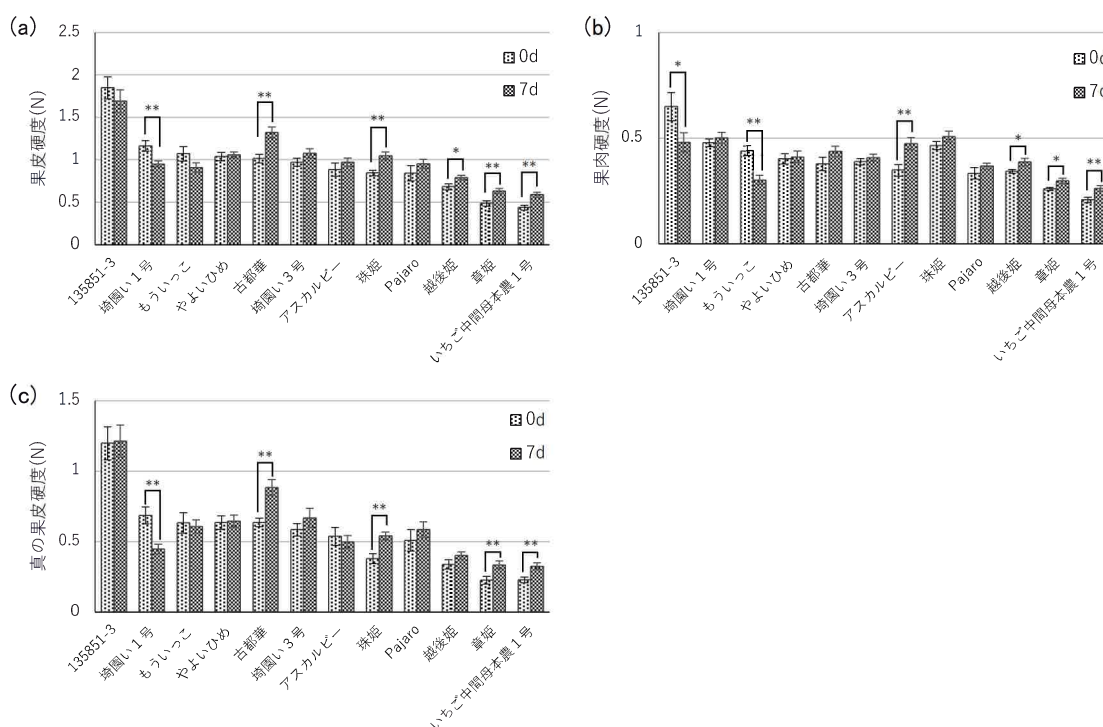 (a)
果皮硬度(N)
2.5
2
1.5
1
0.5
0
0d
7d
**
**
**
*
**
**
135851-3
埼園い1号
もういっこ
やよいひめ
古都華
埼園い3号
アスカルビー
珠姫
Pajaro
越後姫
章姫
いちご中間母本農1号
(b)
果肉硬度(N)
1
0.5
0
0d
7d
*
**
**
*
*
**
135851-3
埼園い1号
もういっこ
やよいひめ
古都華
埼園い3号
アスカルビー
珠姫
Pajaro
越後姫
章姫
いちご中間母本農1号
(c)
真の果皮硬度(N)
1.5
1
0.5
0
0d
7d
**
**
**
**
**
135851-3
埼園い1号
もういっこ
やよいひめ
古都華
埼園い3号
アスカルビー
珠姫
Pajaro
越後姫
章姫
いちご中間母本農1号